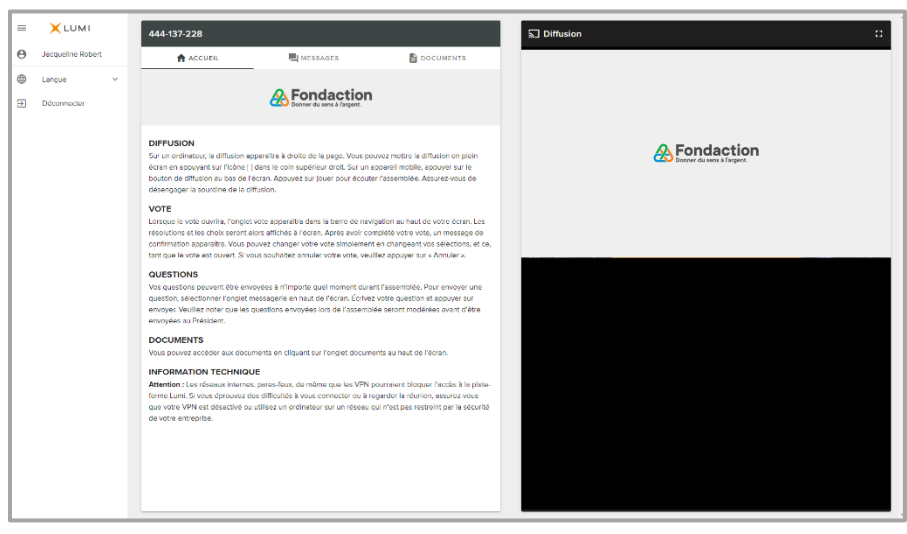 LUMI
Jacqueline Robert
Langue
Déconnecter
444-137-228
ACCUEIL
MESSAGES
DOCUMENTS
Fondaction
Donner du sens à l'argent.
DIFFUSION
Sur un ordinateur, la diffusion apparaîtra à droite de la page. Vous pouvez mettre la diffusion en plein
écran en appuyant sur l'icône [ ] dans le coin supérieur droit. Sur un appareil mobile, appuyer sur le
bouton de diffusion au bas de l'écran. Appuyez sur jouer pour écouter l'assemblée. Assurez-vous de
désengager la sourdine de la diffusion.
VOTE
Lorsque le vote ouvrira, l'onglet vote apparaîtra dans la barre de navigation au haut de votre écran. Les
résolutions et les choix seront alors affichés à l'écran. Après avoir complété votre vote, un message de
confirmation apparaîtra. Vous pouvez changer votre vote simplement en changeant vos sélections, et ce,
tant que le vote est ouvert. Si vous souhaitez annuler votre vote, veuillez appuyer sur « Annuler ».
QUESTIONS
Vos questions peuvent être envoyées à n'importe quel moment durant l'assemblée. Pour envoyer une
question, sélectionner l'onglet messagerie en haut de l'écran. Écrivez votre question et appuyer sur
envoyer. Veuillez noter que les questions envoyées lors de l'assemblée seront modérées avant d'être
envoyées au Président.
DOCUMENTS
Vous pouvez accéder aux documents en cliquant sur l'onglet documents au haut de l'écran.
INFORMATION TECHNIQUE
Attention : Les réseaux internes, pares-feux, de même que les VPN pourraient bloquer l'accès à la plate-
forme Lumi. Si vous éprouvez des difficultés à vous connecter ou à regarder la réunion, assurez-vous
que votre VPN est désactivé ou utilisez un ordinateur sur un réseau qui n'est pas restreint par la sécurité
de votre entreprise.
Diffusion
Fondaction
Donner du sens à l'argent.